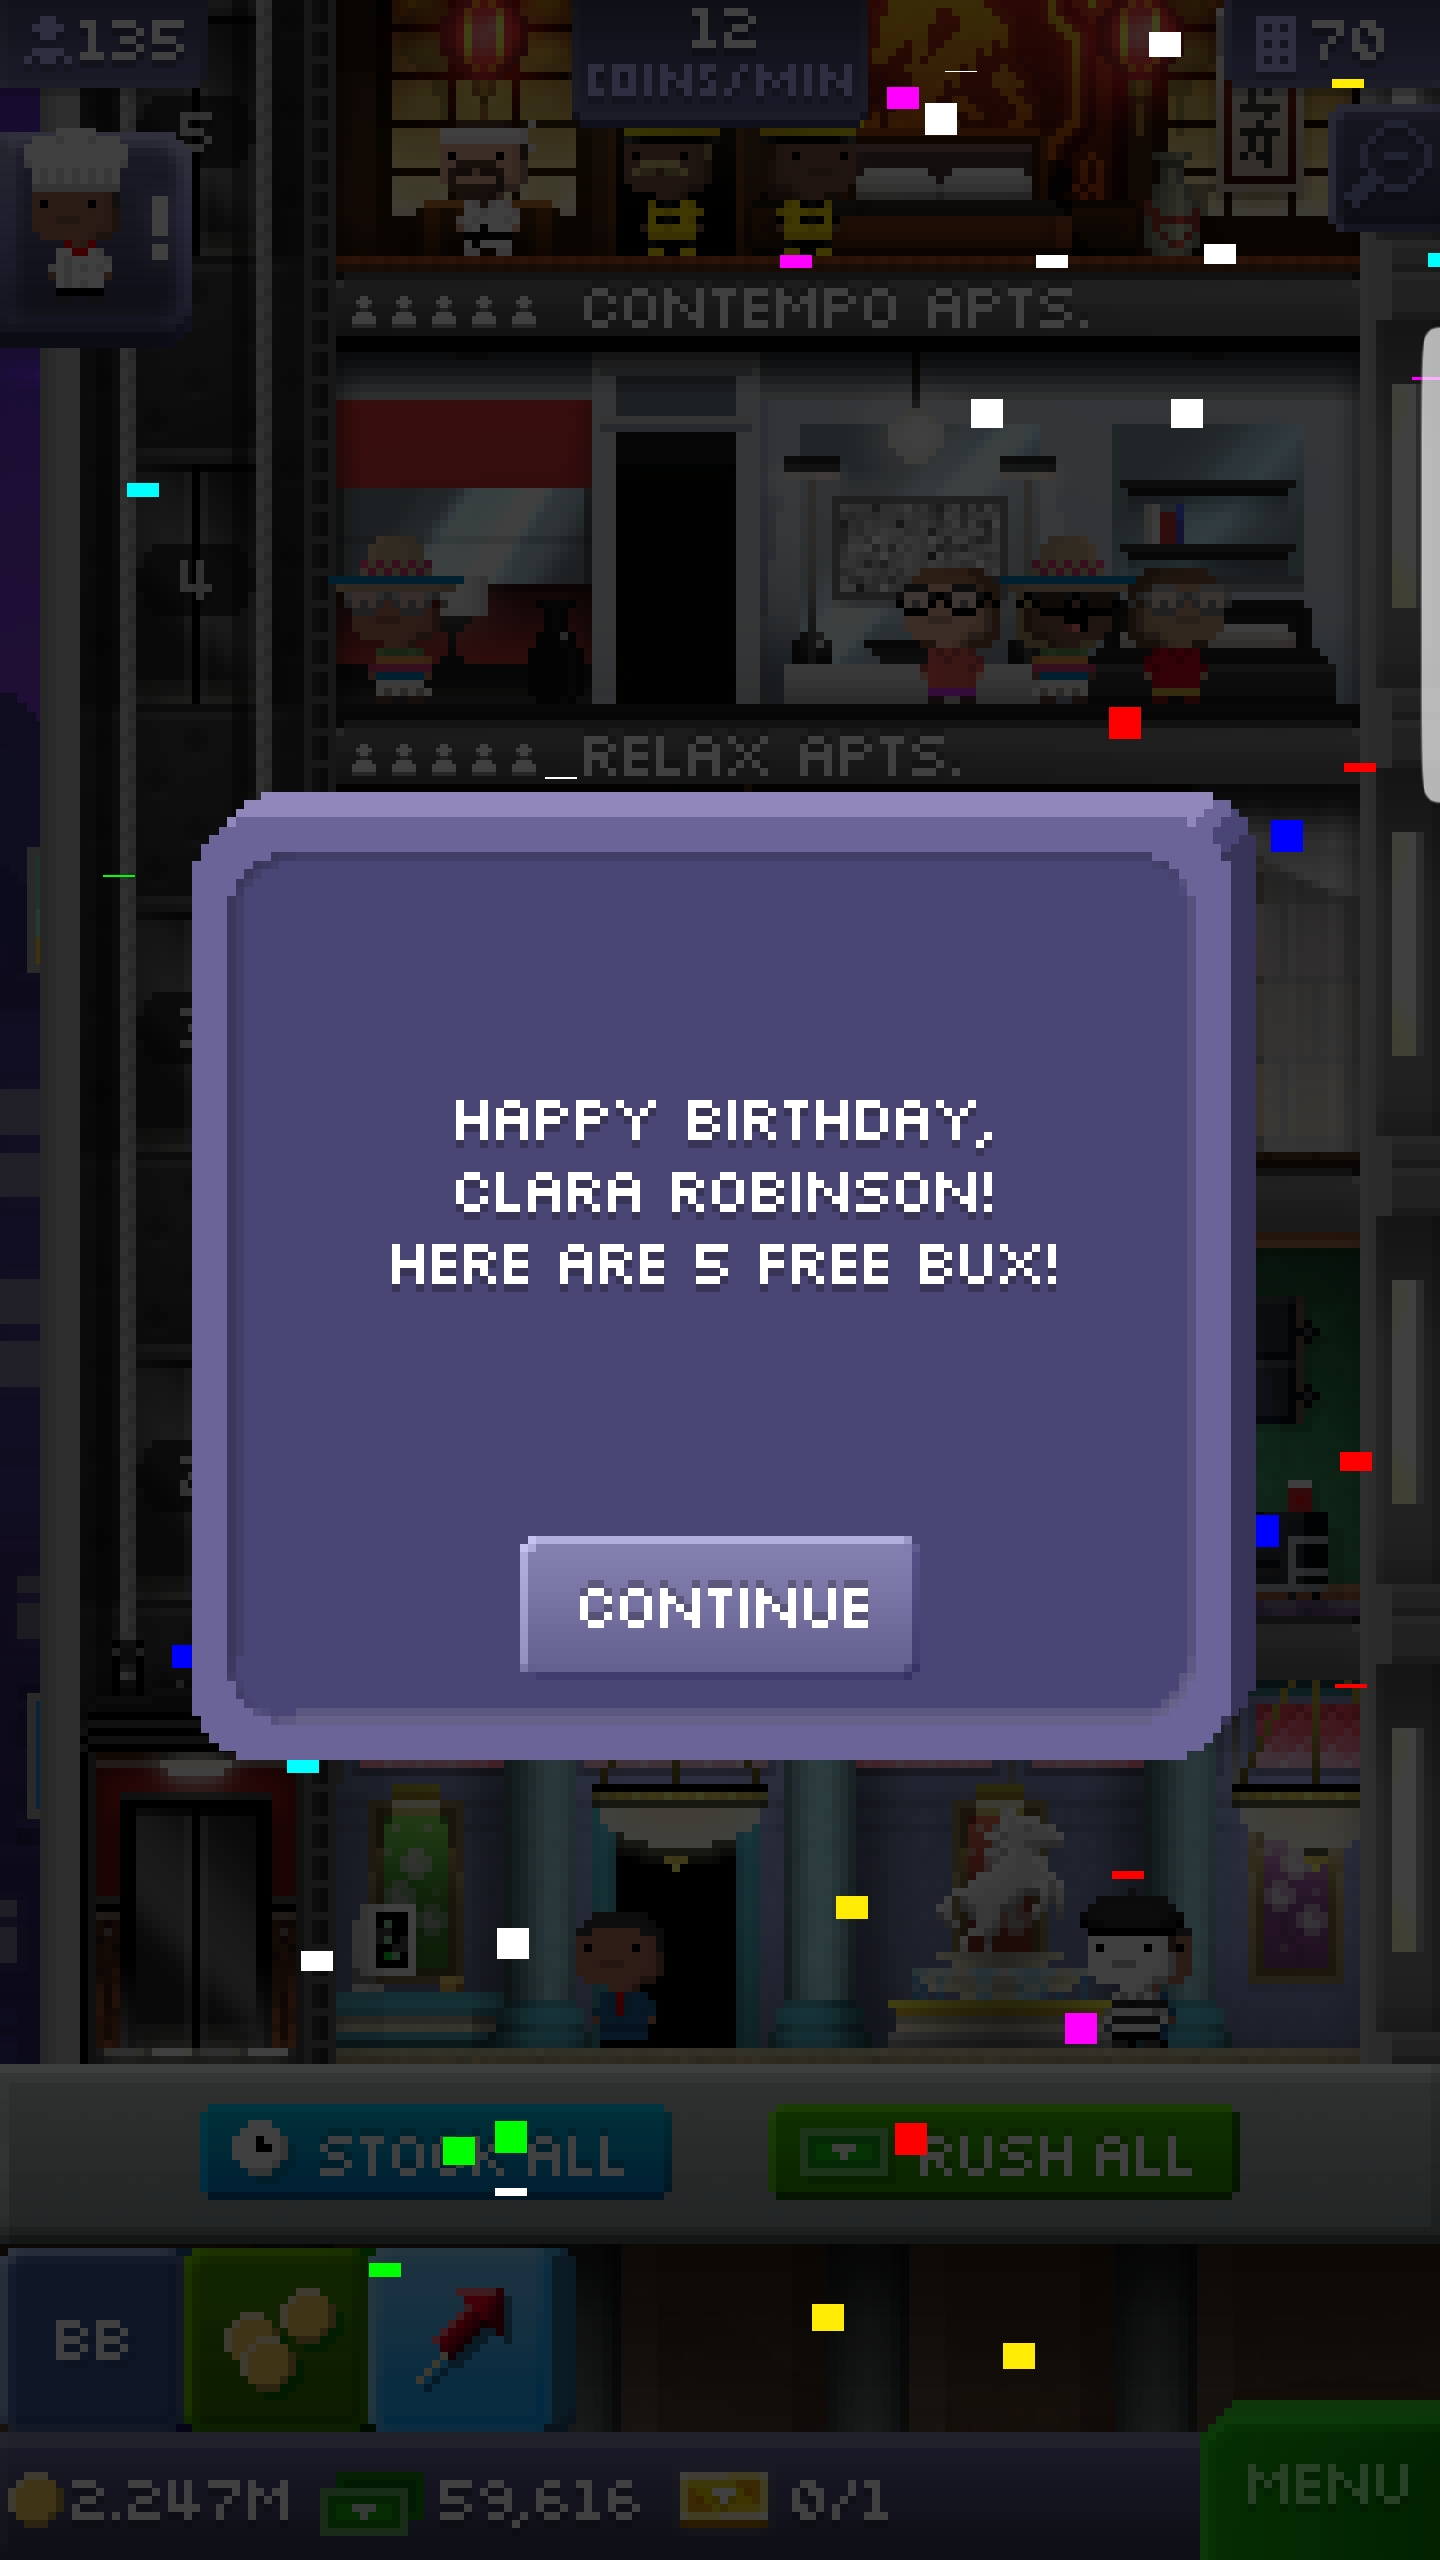 135
12
COINS/MIN
70
5
!
CONTEMPO APTS.
4
RELAX APTS.
HAPPY BIRTHDAY,
CLARA ROBINSON!
HERE ARE 5 FREE BUX!
CONTINUE
STOCK ALL
RUSH ALL
BB
2.247M
59,616
0/1
MENU